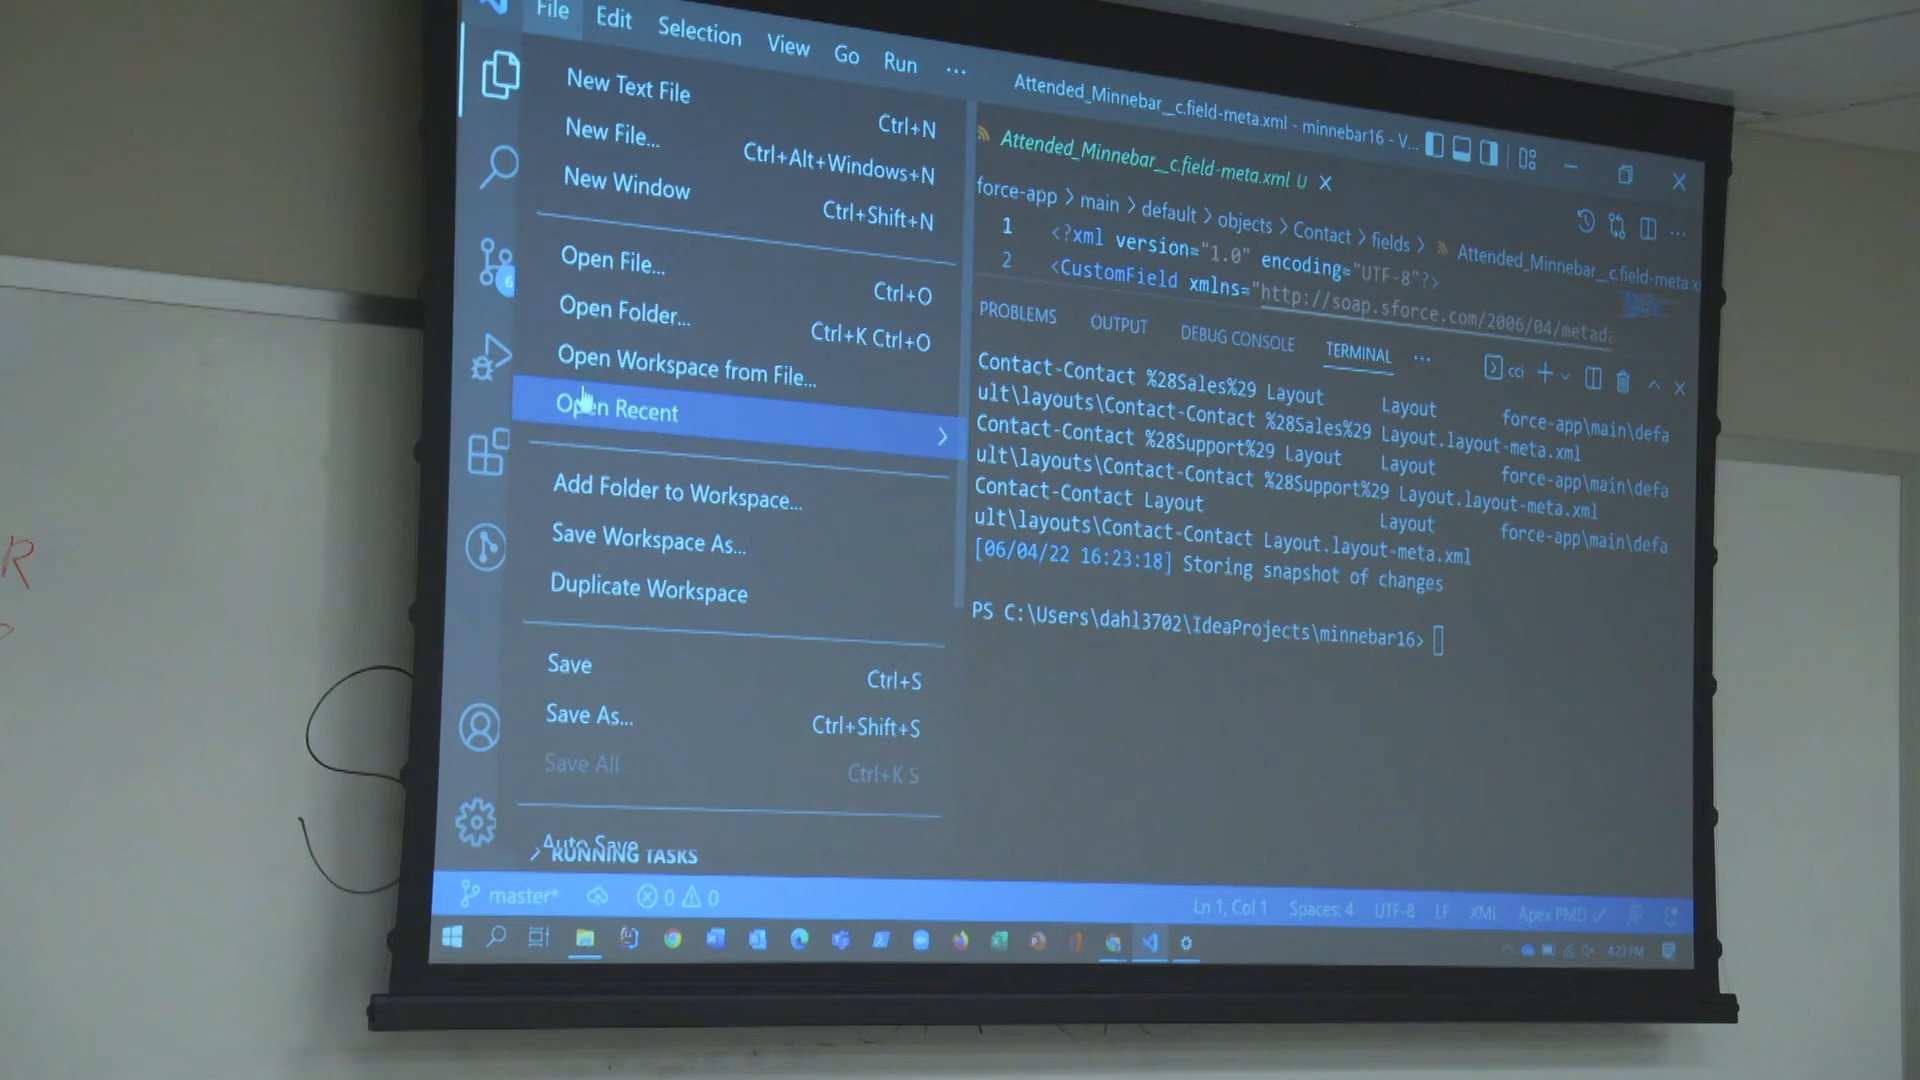 File Edit Selection View Go Run ...
Attended_Minnebar__c.field-meta.xml - minnebar16 - V...
New Text File Ctrl+N
New File... Ctrl+Alt+Windows+N
New Window Ctrl+Shift+N
Open File... Ctrl+O
Open Folder... Ctrl+K Ctrl+O
Open Workspace from File...
Open Recent
Add Folder to Workspace...
Save Workspace As...
Duplicate Workspace
Save Ctrl+S
Save As... Ctrl+Shift+S
Save All Ctrl+K S
Auto Save
RUNNING TASKS
Attended_Minnebar__c.field-meta.xml U
force-app > main > default > objects > Contact > fields > Attended_Minnebar__c.field-meta.x
1 <?xml version="1.0" encoding="UTF-8"?>
2 <CustomField xmlns="http://soap.sforce.com/2006/04/metada
PROBLEMS OUTPUT DEBUG CONSOLE TERMINAL ... cci
Contact-Contact %28Sales%29 Layout Layout force-app\main\defa
ult\layouts\Contact-Contact %28Sales%29 Layout.layout-meta.xml
Contact-Contact %28Support%29 Layout Layout force-app\main\defa
ult\layouts\Contact-Contact %28Support%29 Layout.layout-meta.xml
Contact-Contact Layout Layout force-app\main\defa
ult\layouts\Contact-Contact Layout.layout-meta.xml
[06/04/22 16:23:18] Storing snapshot of changes
PS C:\Users\dahl3702\IdeaProjects\minnebar16>
master* 0 0 Ln 1, Col 1 Spaces: 4 UTF-8 LF XML Apex PMD
4:23 PM
6
R